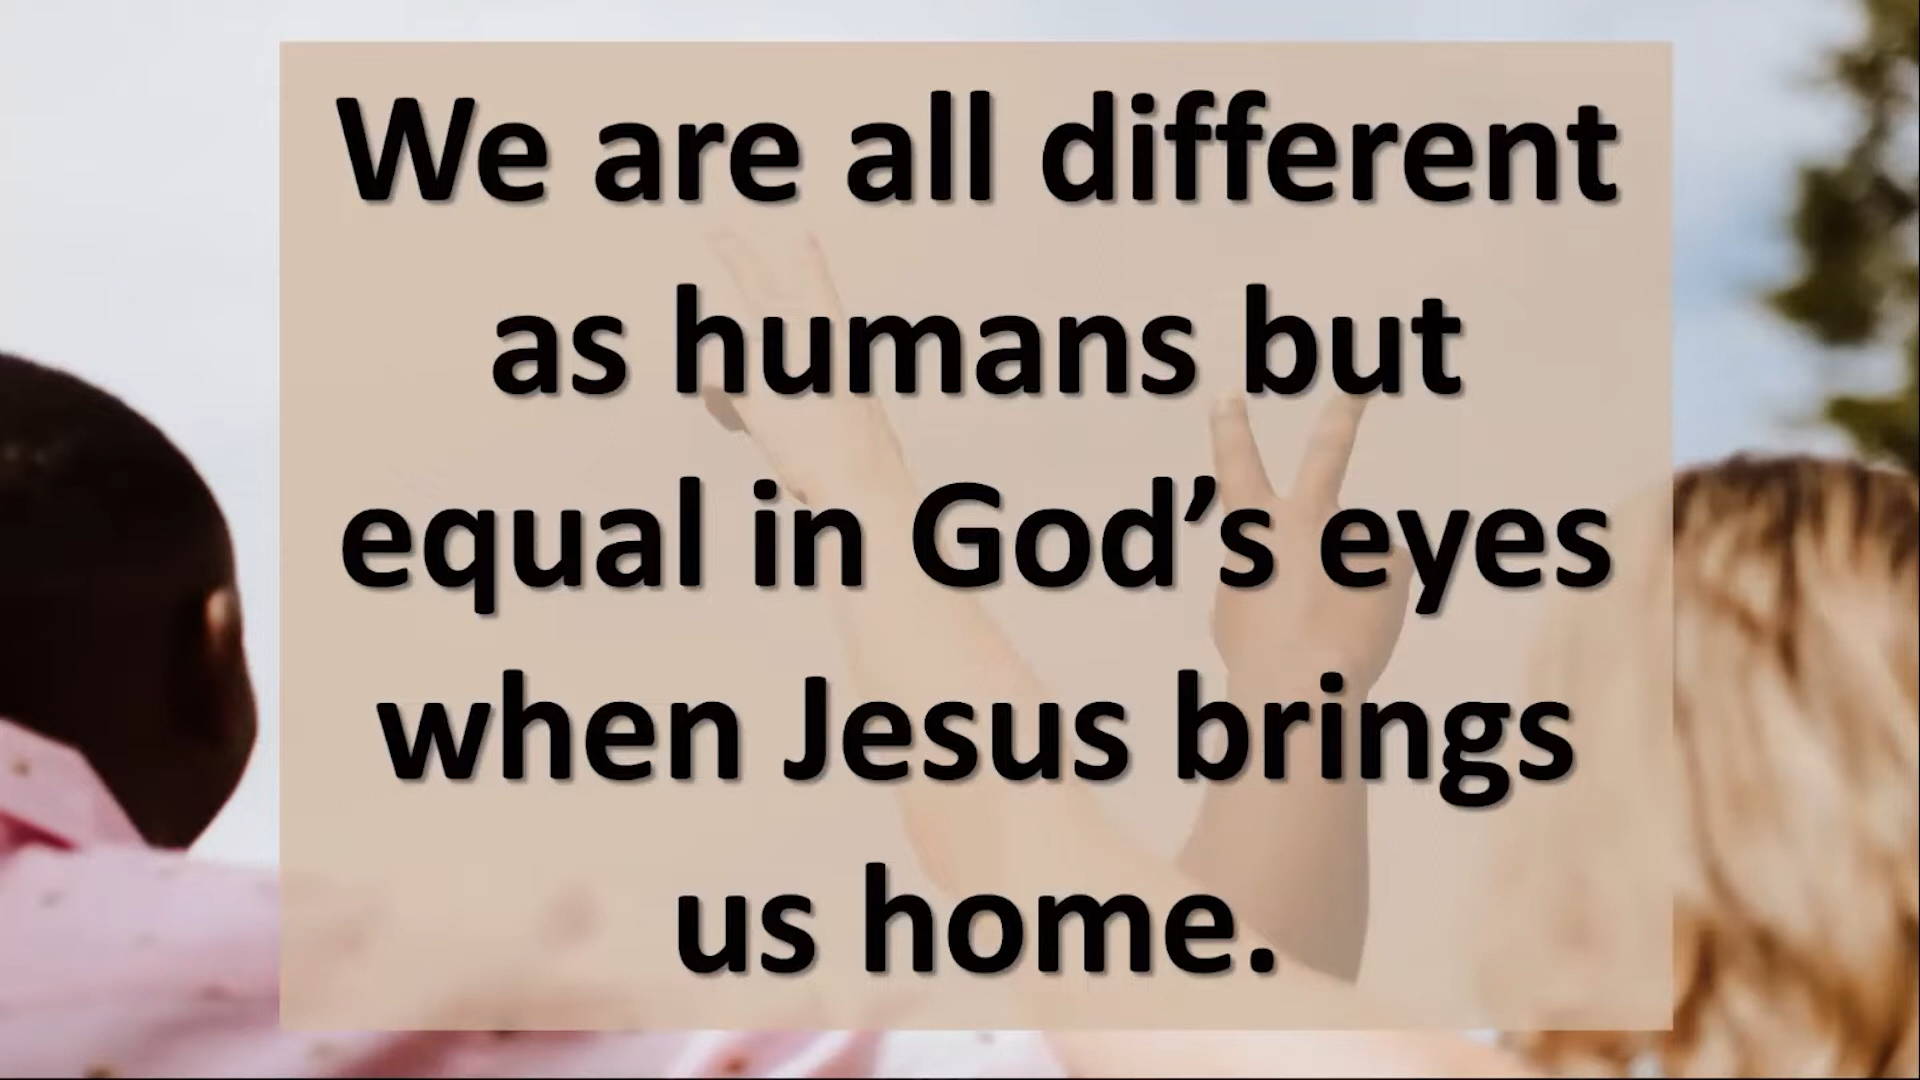 We are all different
as humans but
equal in God’s eyes
when Jesus brings
us home.